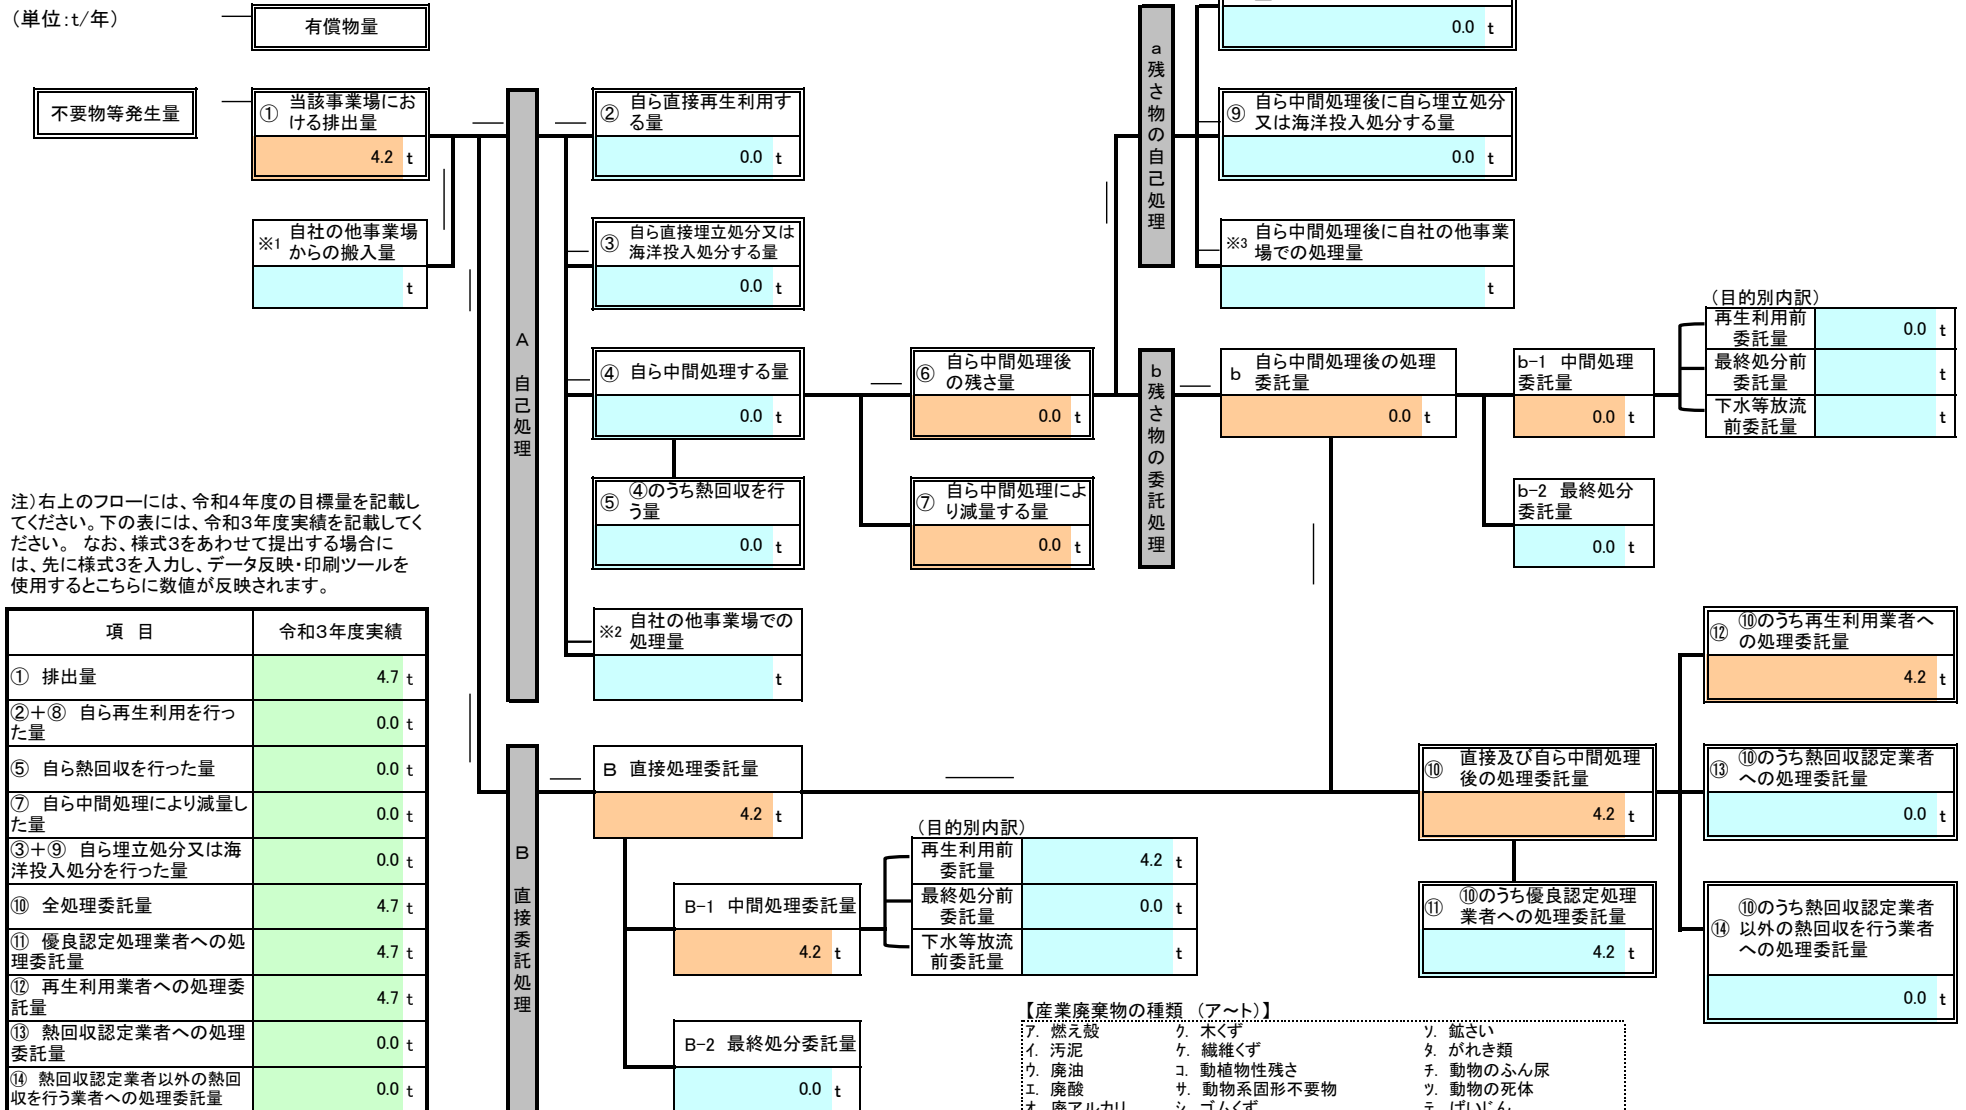 （単位：t/年）
有償物量
0.0 t
不要物等発生量
① 当該事業場にお
ける排出量
4.2 t
※1 自社の他事業場
からの搬入量
t
A 自己処理
② 自ら直接再生利用す
る量
0.0 t
③ 自ら直接埋立処分又は
海洋投入処分する量
0.0 t
④ 自ら中間処理する量
0.0 t
⑤ ④のうち熱回収を行
う量
0.0 t
※2 自社の他事業場での
処理量
t
⑥ 自ら中間処理後
の残さ量
0.0 t
⑦ 自ら中間処理によ
り減量する量
0.0 t
a 残さ物の自己処理
⑨ 自ら中間処理後に自ら埋立処分
又は海洋投入処分する量
0.0 t
※3 自ら中間処理後に自社の他事業
場での処理量
t
b 残さ物の委託処理
b 自ら中間処理後の処理
委託量
0.0 t
b-1 中間処理
委託量
0.0 t
b-2 最終処分
委託量
0.0 t
（目的別内訳）
再生利用前
委託量
0.0 t
最終処分前
委託量
t
下水等放流
前委託量
t
注）右上のフローには、令和４年度の目標量を記載し
てください。下の表には、令和３年度実績を記載してく
ださい。 なお、様式３をあわせて提出する場合に
は、先に様式３を入力し、データ反映・印刷ツールを
使用するとこちらに数値が反映されます。
項 目 令和３年度実績
① 排出量 4.7 t
②＋⑧ 自ら再生利用を行っ
た量 0.0 t
⑤ 自ら熱回収を行った量 0.0 t
⑦ 自ら中間処理により減量し
た量 0.0 t
③＋⑨ 自ら埋立処分又は海
洋投入処分を行った量 0.0 t
⑩ 全処理委託量 4.7 t
⑪ 優良認定処理業者への処
理委託量 4.7 t
⑫ 再生利用業者への処理委
託量 4.7 t
⑬ 熱回収認定業者への処理
委託量 0.0 t
⑭ 熱回収認定業者以外の熱回
収を行う業者への処理委託量 0.0 t
B 直接委託処理
B 直接処理委託量
4.2 t
B-1 中間処理委託量
4.2 t
B-2 最終処分委託量
0.0 t
（目的別内訳）
再生利用前
委託量
4.2 t
最終処分前
委託量
0.0 t
下水等放流
前委託量
t
⑩ 直接及び自ら中間処理
後の処理委託量
4.2 t
⑪ ⑩のうち優良認定処理
業者への処理委託量
4.2 t
⑫ ⑩のうち再生利用業者へ
の処理委託量
4.2 t
⑬ ⑩のうち熱回収認定業者
への処理委託量
0.0 t
⑭ ⑩のうち熱回収認定業者
以外の熱回収を行う業者
への処理委託量
0.0 t
【産業廃棄物の種類 （ア～ト）】
ｱ. 燃え殻 ｸ. 木くず ｿ. 鉱さい
ｲ. 汚泥 ｹ. 繊維くず ﾀ. がれき類
ｳ. 廃油 ｺ. 動植物性残さ ﾁ. 動物のふん尿
ｴ. 廃酸 ｻ. 動物系固形不要物 ﾂ. 動物の死体
ｵ. 廃アルカリ ｼ. ゴムくず ﾃ. ばいじん